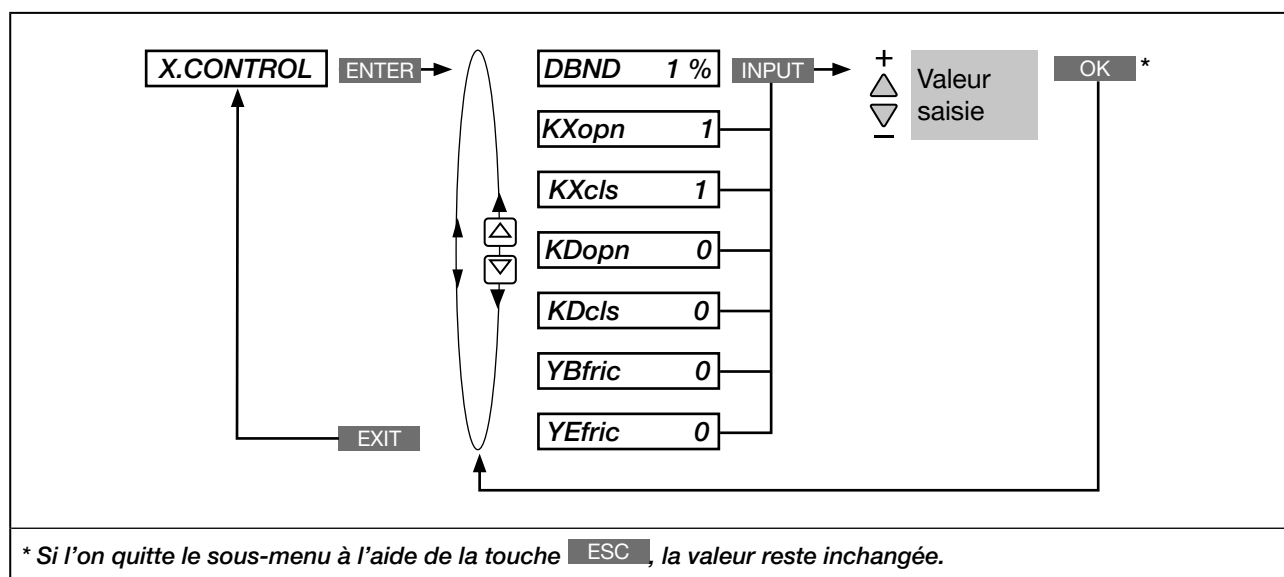 X.CONTROL ENTER DBND 1 % INPUT + Valeur saisie − OK *
KXopn 1
KXcls 1
KDopn 0
KDcls 0
YBfric 0
EXIT YEfric 0
* Si l’on quitte le sous-menu à l’aide de la touche ESC, la valeur reste inchangée.